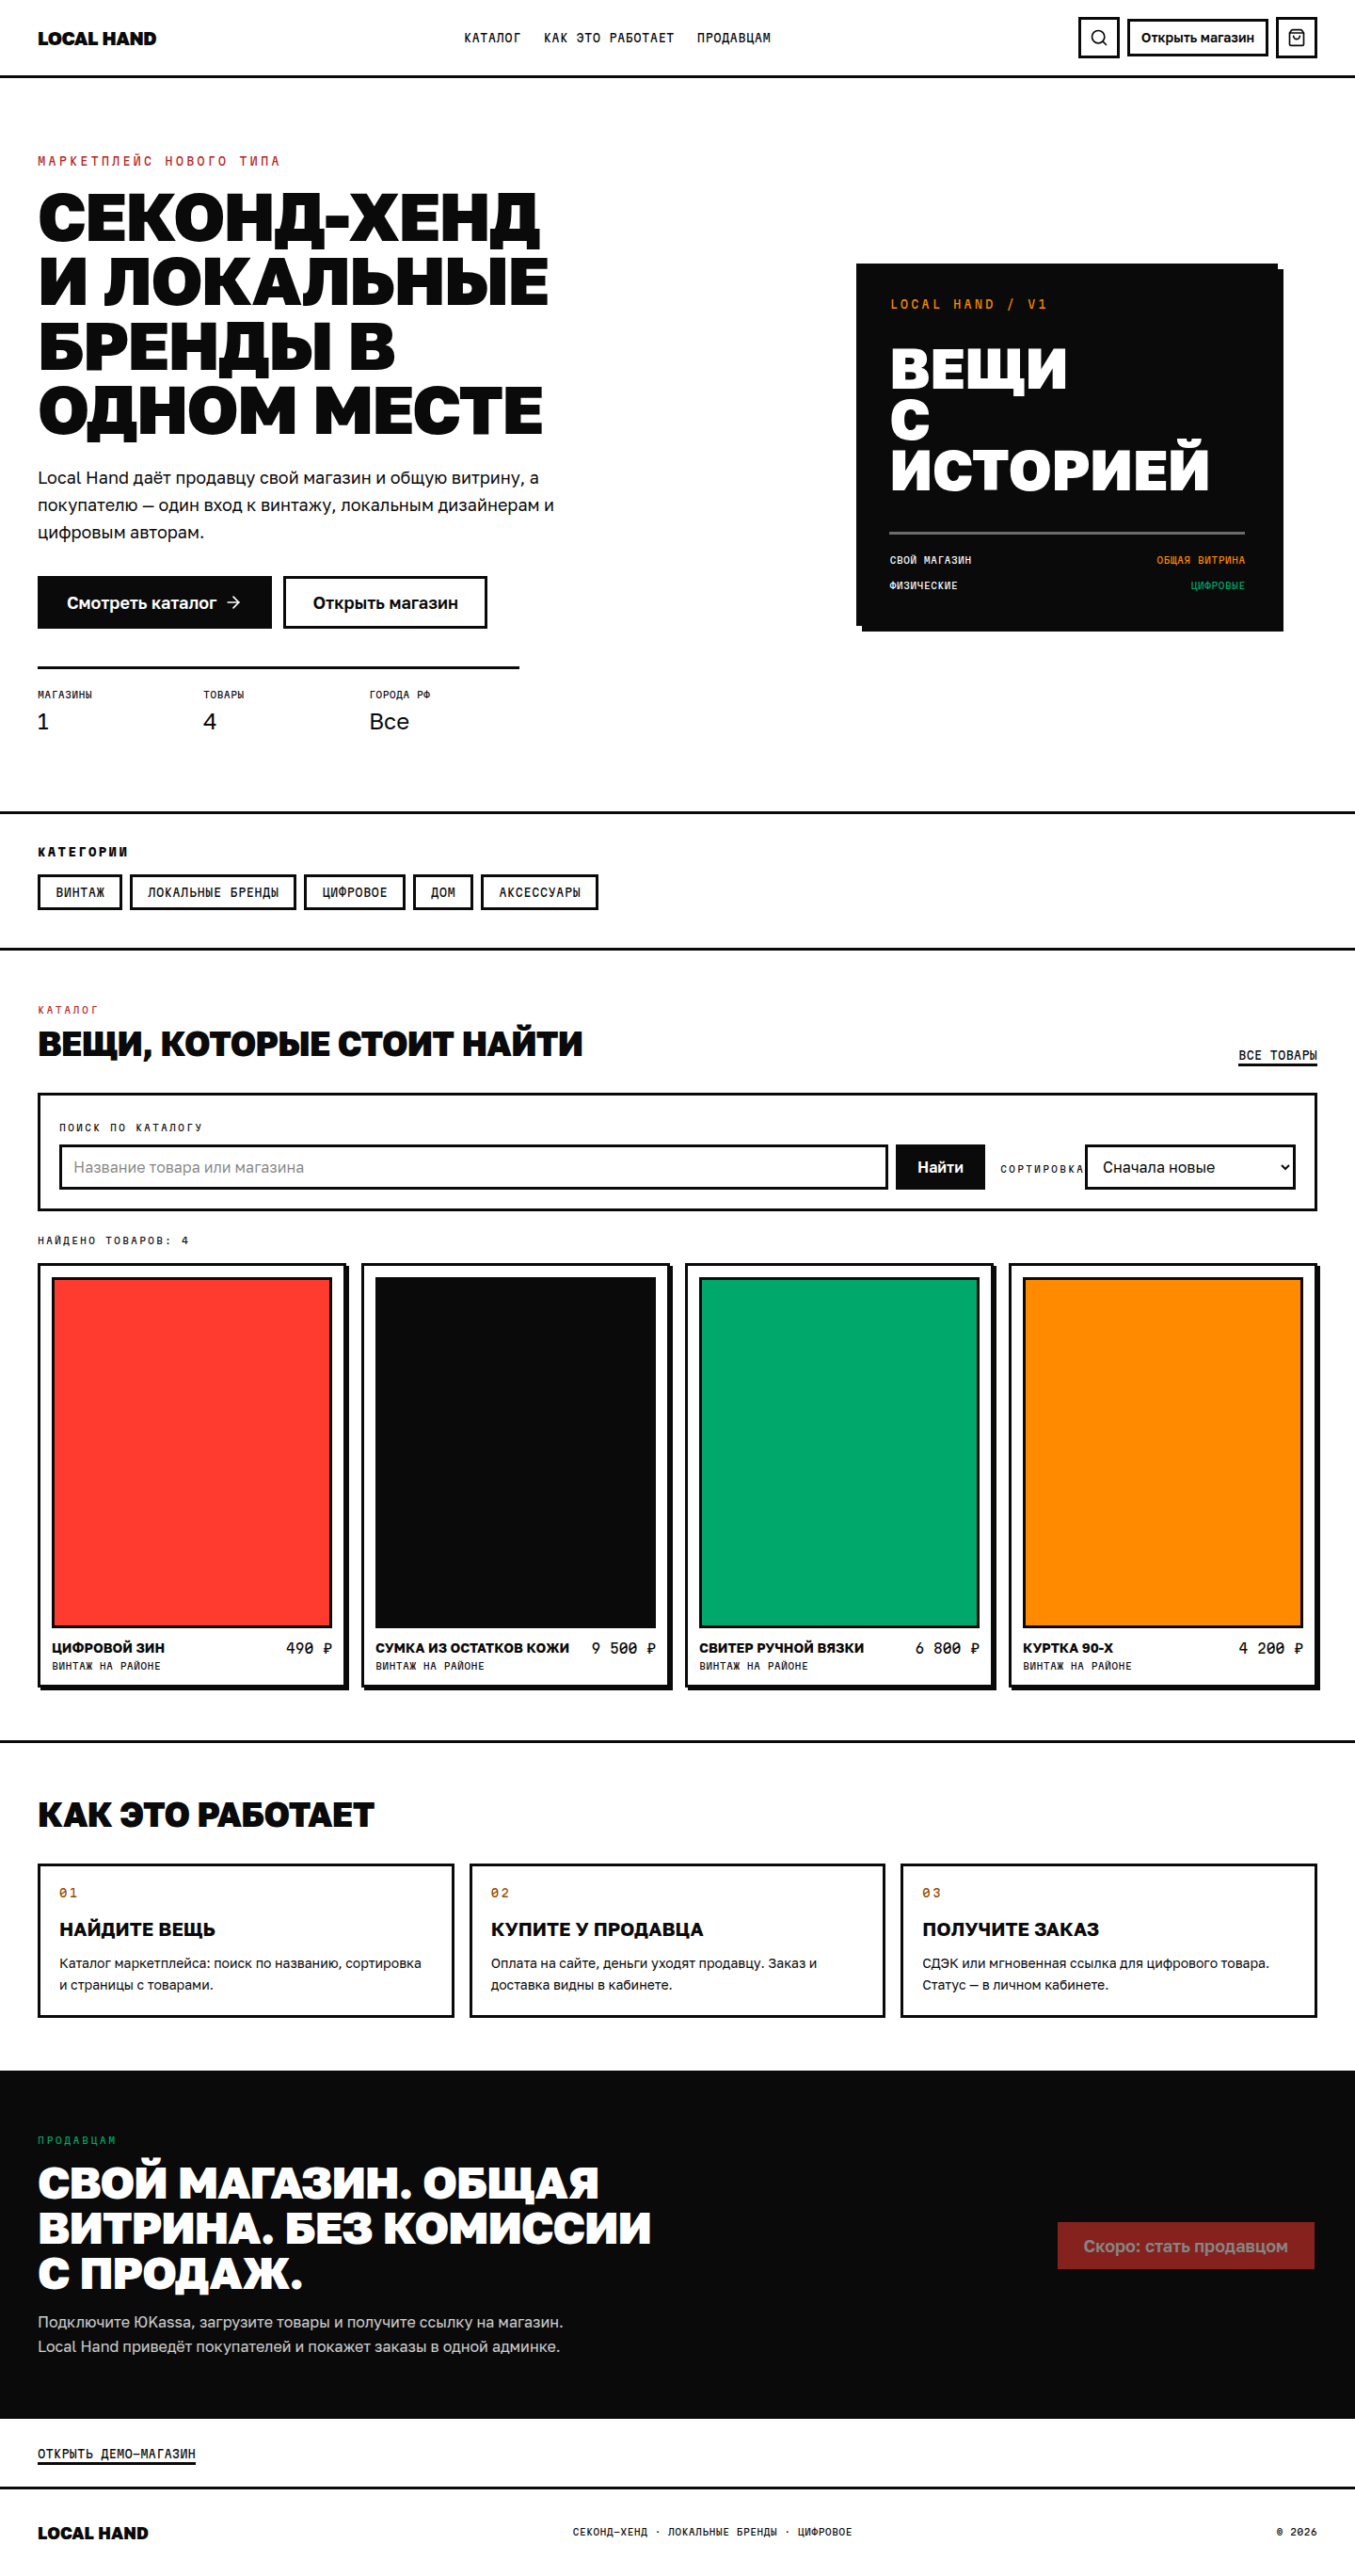 LOCAL HAND
КАТАЛОГ КАК ЭТО РАБОТАЕТ ПРОДАВЦАМ
Открыть магазин
МАРКЕТПЛЕЙС НОВОГО ТИПА
СЕКОНД-ХЕНД
И ЛОКАЛЬНЫЕ
БРЕНДЫ В
ОДНОМ МЕСТЕ
Local Hand даёт продавцу свой магазин и общую витрину, а
покупателю — один вход к винтажу, локальным дизайнерам и
цифровым авторам.
Смотреть каталог → Открыть магазин
МАГАЗИНЫ ТОВАРЫ ГОРОДА РФ
1 4 Все
LOCAL HAND / V1
ВЕЩИ
С
ИСТОРИЕЙ
СВОЙ МАГАЗИН ОБЩАЯ ВИТРИНА
ФИЗИЧЕСКИЕ ЦИФРОВЫЕ
КАТЕГОРИИ
ВИНТАЖ ЛОКАЛЬНЫЕ БРЕНДЫ ЦИФРОВОЕ ДОМ АКСЕССУАРЫ
КАТАЛОГ
ВЕЩИ, КОТОРЫЕ СТОИТ НАЙТИ
ВСЕ ТОВАРЫ
ПОИСК ПО КАТАЛОГУ
Название товара или магазина Найти СОРТИРОВКА Сначала новые
НАЙДЕНО ТОВАРОВ: 4
ЦИФРОВОЙ ЗИН 490 ₽
ВИНТАЖ НА РАЙОНЕ
СУМКА ИЗ ОСТАТКОВ КОЖИ 9 500 ₽
ВИНТАЖ НА РАЙОНЕ
СВИТЕР РУЧНОЙ ВЯЗКИ 6 800 ₽
ВИНТАЖ НА РАЙОНЕ
КУРТКА 90-Х 4 200 ₽
ВИНТАЖ НА РАЙОНЕ
КАК ЭТО РАБОТАЕТ
01
НАЙДИТЕ ВЕЩЬ
Каталог маркетплейса: поиск по названию, сортировка
и страницы с товарами.
02
КУПИТЕ У ПРОДАВЦА
Оплата на сайте, деньги уходят продавцу. Заказ и
доставка видны в кабинете.
03
ПОЛУЧИТЕ ЗАКАЗ
СДЭК или мгновенная ссылка для цифрового товара.
Статус — в личном кабинете.
ПРОДАВЦАМ
СВОЙ МАГАЗИН. ОБЩАЯ
ВИТРИНА. БЕЗ КОМИССИИ
С ПРОДАЖ.
Подключите ЮKassa, загрузите товары и получите ссылку на магазин.
Local Hand приведёт покупателей и покажет заказы в одной админке.
Скоро: стать продавцом
ОТКРЫТЬ ДЕМО-МАГАЗИН
LOCAL HAND
СЕКОНД-ХЕНД · ЛОКАЛЬНЫЕ БРЕНДЫ · ЦИФРОВОЕ
© 2026